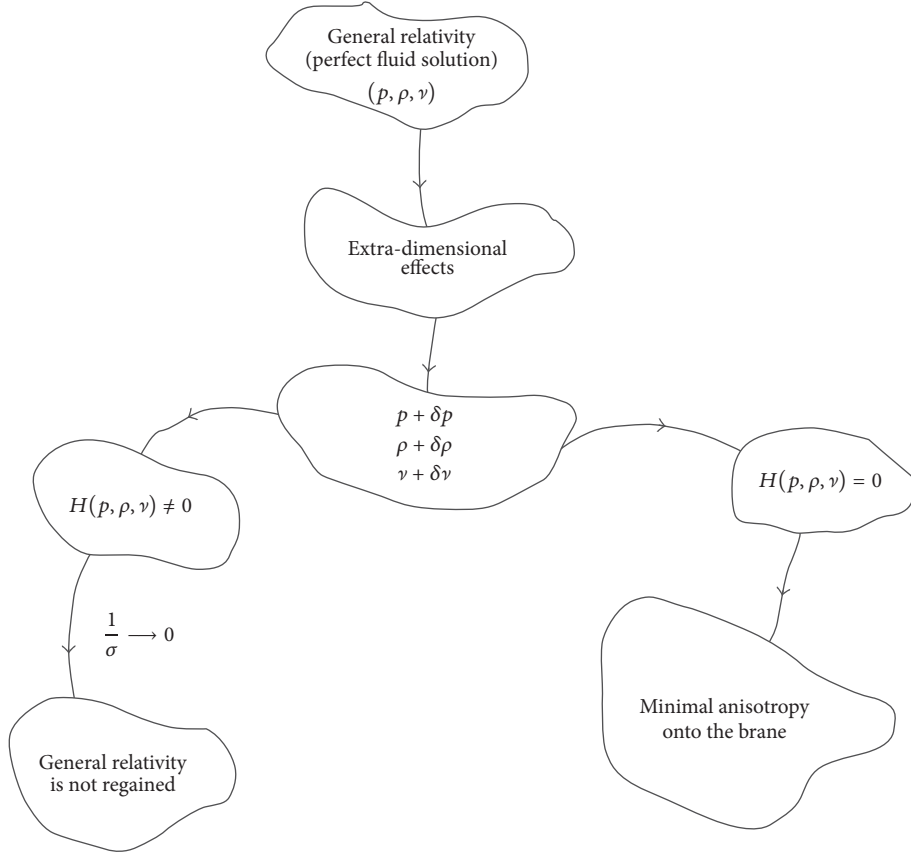 General relativity
(perfect fluid solution)
(p, ρ, ν)
Extra-dimensional
effects
p + δp
ρ + δρ
ν + δν
H(p, ρ, ν) ≠ 0
H(p, ρ, ν) = 0
1/σ ⟶ 0
Minimal anisotropy
onto the brane
General relativity
is not regained